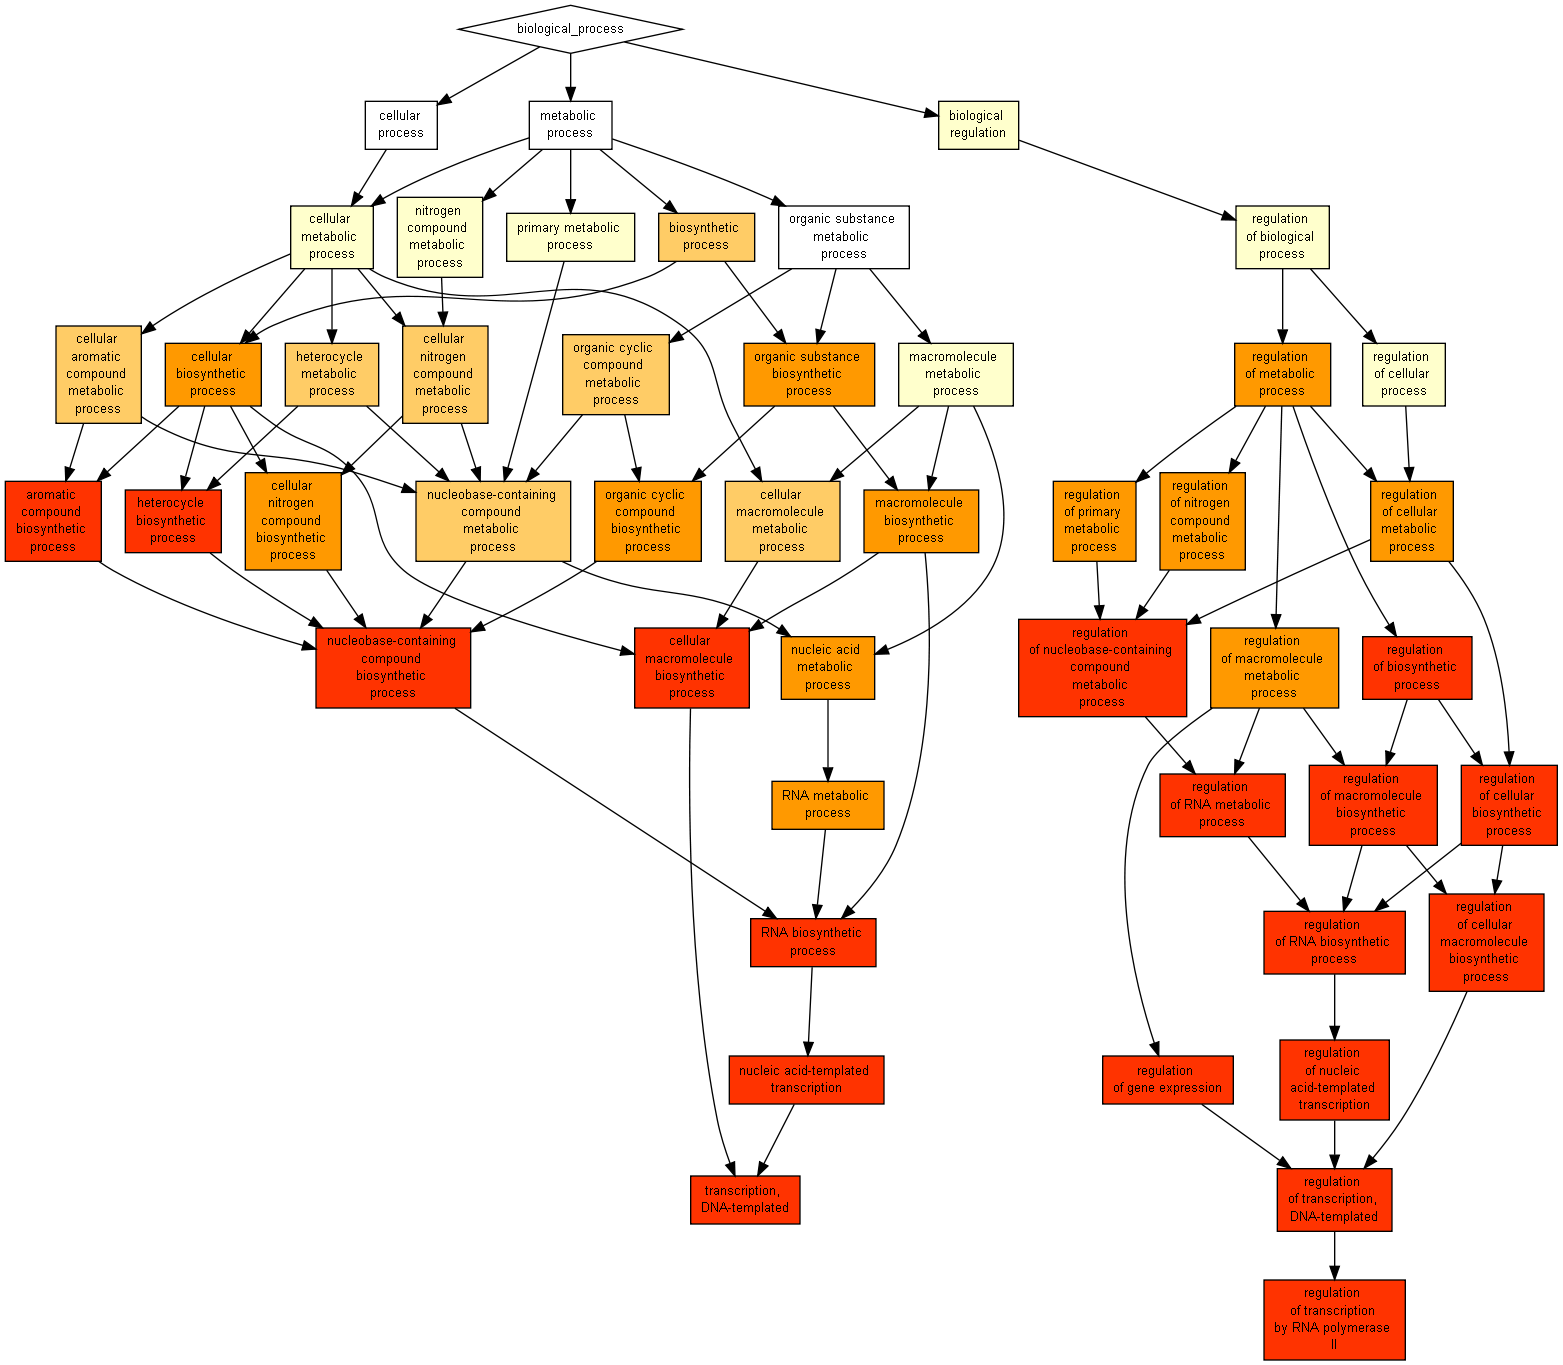 biological_process
cellular
process
metabolic
process
biological
regulation
cellular
metabolic
process
nitrogen
compound
metabolic
process
primary metabolic
process
biosynthetic
process
organic substance
metabolic
process
regulation
of biological
process
cellular
aromatic
compound
metabolic
process
cellular
biosynthetic
process
heterocycle
metabolic
process
cellular
nitrogen
compound
metabolic
process
organic cyclic
compound
metabolic
process
organic substance
biosynthetic
process
macromolecule
metabolic
process
regulation
of metabolic
process
regulation
of cellular
process
aromatic
compound
biosynthetic
process
heterocycle
biosynthetic
process
cellular
nitrogen
compound
biosynthetic
process
nucleobase-containing
compound
metabolic
process
organic cyclic
compound
biosynthetic
process
cellular
macromolecule
metabolic
process
macromolecule
biosynthetic
process
regulation
of primary
metabolic
process
regulation
of nitrogen
compound
metabolic
process
regulation
of cellular
metabolic
process
nucleobase-containing
compound
biosynthetic
process
cellular
macromolecule
biosynthetic
process
nucleic acid
metabolic
process
regulation
of nucleobase-containing
compound
metabolic
process
regulation
of macromolecule
metabolic
process
regulation
of biosynthetic
process
RNA metabolic
process
regulation
of RNA metabolic
process
regulation
of macromolecule
biosynthetic
process
regulation
of cellular
biosynthetic
process
RNA biosynthetic
process
regulation
of RNA biosynthetic
process
regulation
of cellular
macromolecule
biosynthetic
process
nucleic acid-templated
transcription
regulation
of gene expression
regulation
of nucleic
acid-templated
transcription
transcription,
DNA-templated
regulation
of transcription,
DNA-templated
regulation
of transcription
by RNA polymerase
II